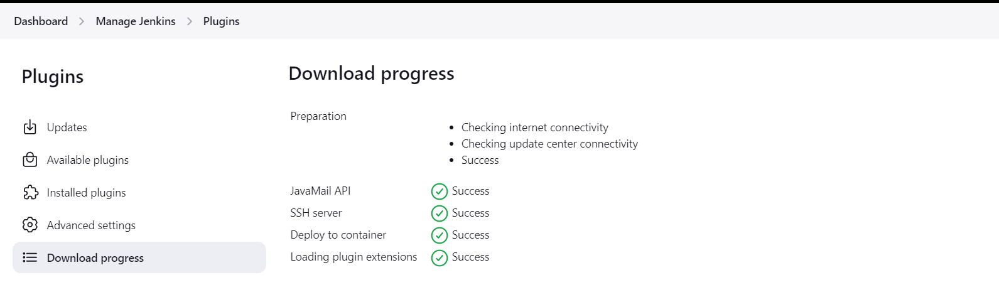 Dashboard > Manage Jenkins > Plugins
Plugins
Updates
Available plugins
Installed plugins
Advanced settings
Download progress
Download progress
Preparation
• Checking internet connectivity
• Checking update center connectivity
• Success
JavaMail API Success
SSH server Success
Deploy to container Success
Loading plugin extensions Success